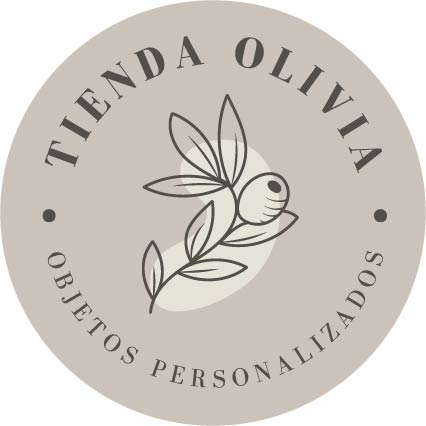 TIENDA OLIVIA
OBJETOS PERSONALIZADOS